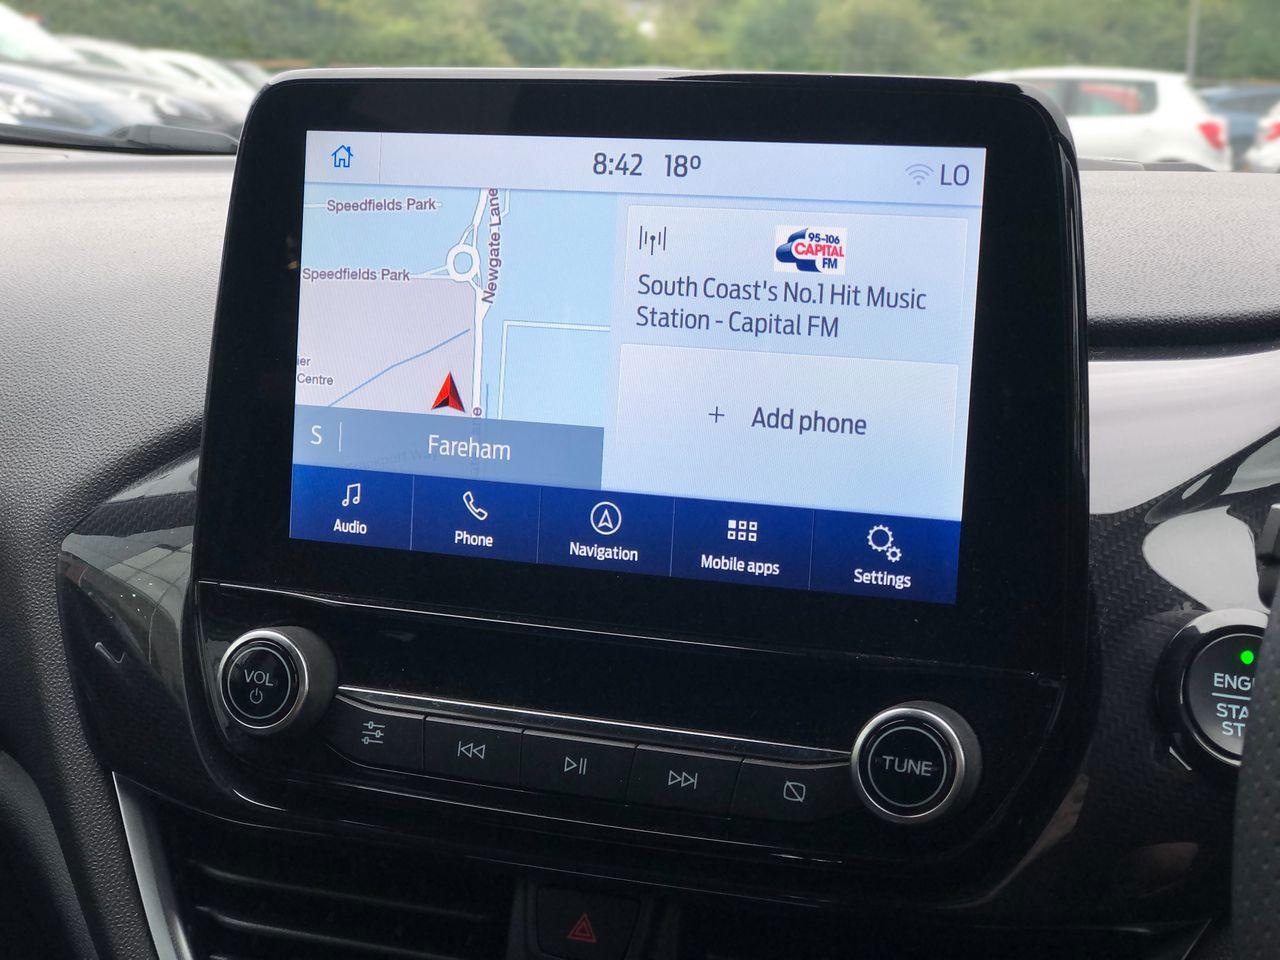 8:42 18º
LO
Speedfields Park
Newgate Lane
Speedfields Park
ier
Centre
S
Fareham
95-106
CAPITAL
FM
South Coast's No.1 Hit Music
Station - Capital FM
+ Add phone
Audio
Phone
Navigation
Mobile apps
Settings
VOL
TUNE
ENG
STA
ST